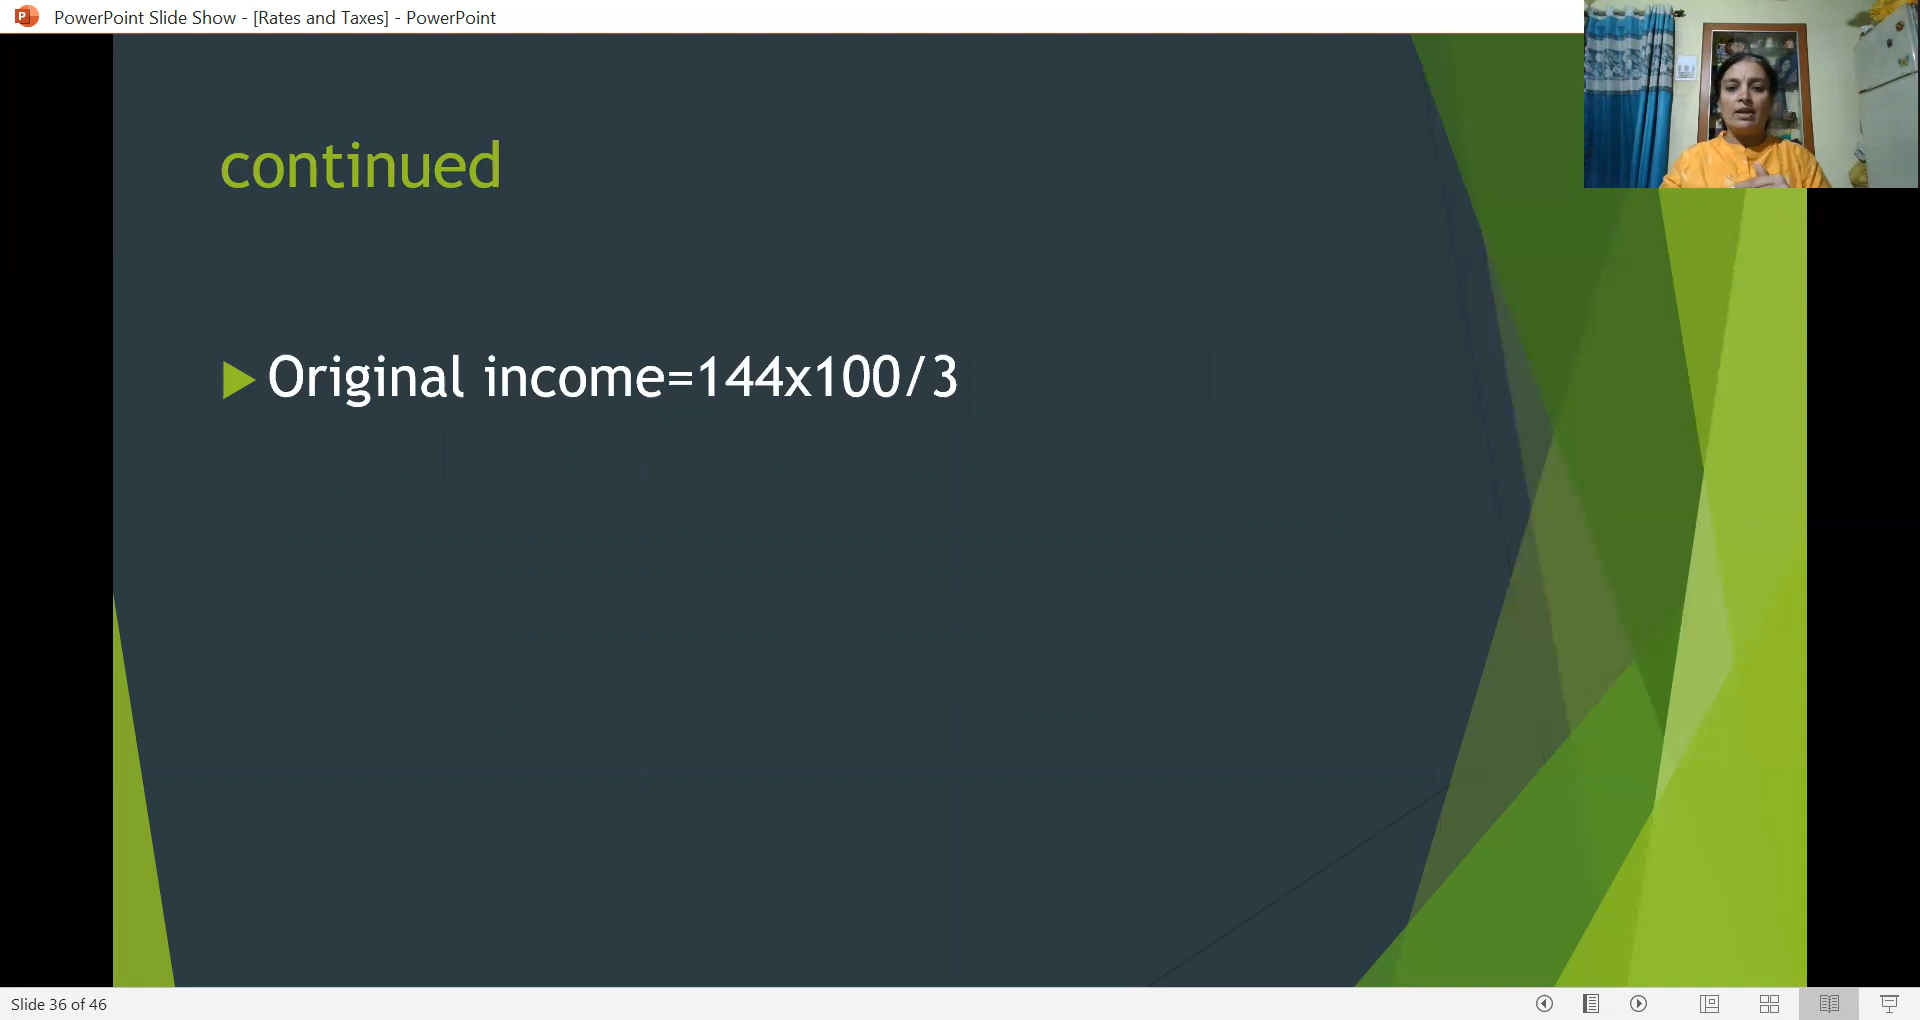 PowerPoint Slide Show - [Rates and Taxes] - PowerPoint
continued
Original income=144x100/3
Slide 36 of 46